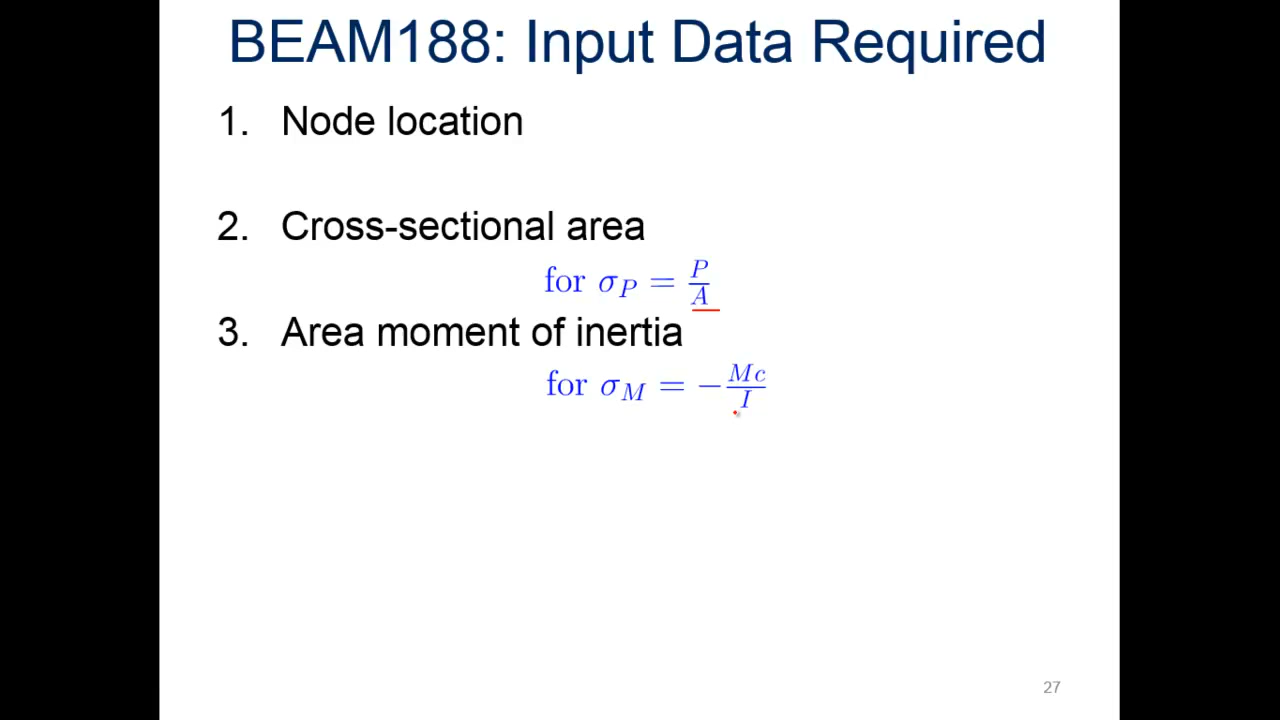 BEAM188: Input Data Required
1. Node location
2. Cross-sectional area
for σ_P = P/A
3. Area moment of inertia
for σ_M = −Mc/I
27